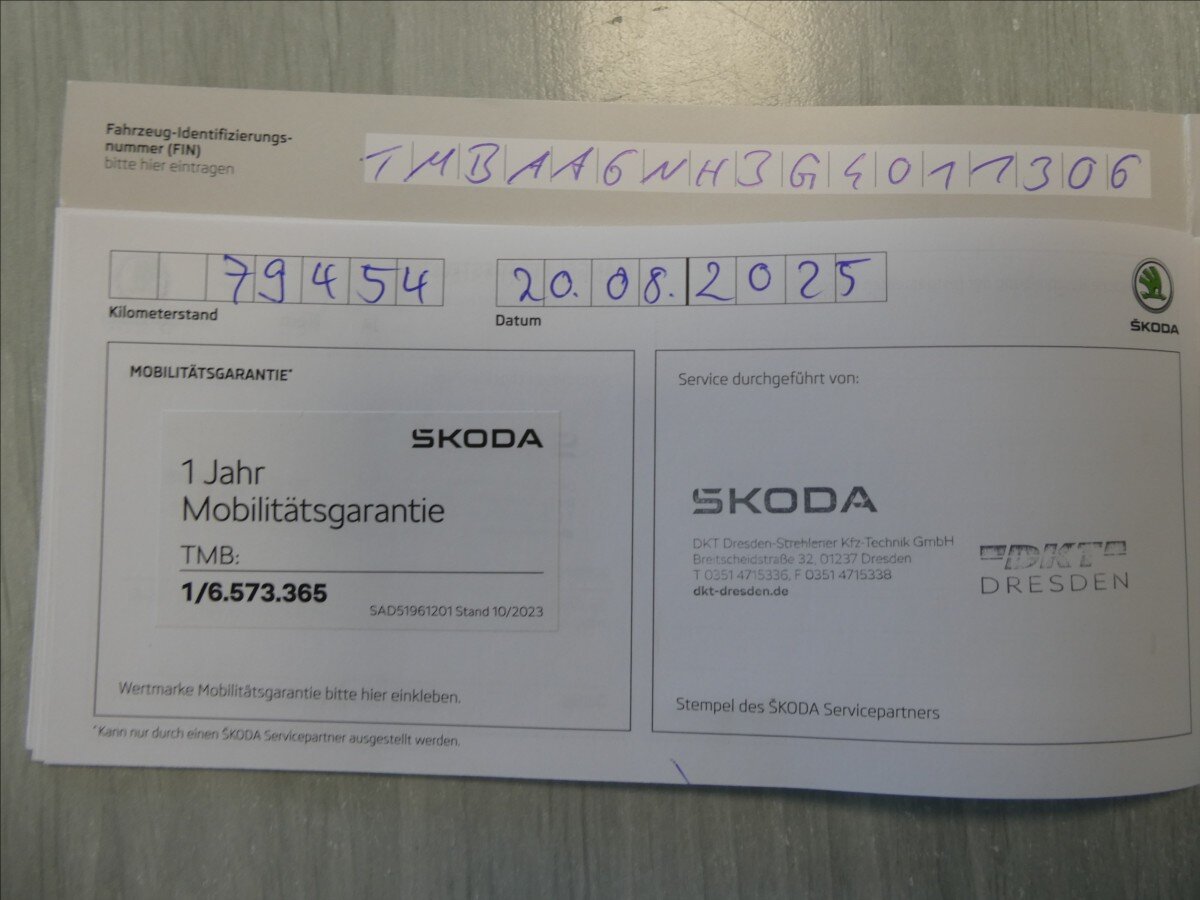 Fahrzeug-Identifizierungs-
nummer (FIN)
bitte hier eintragen
TMBAA6NH3G4011306
79454
Kilometerstand
20.08.2025
Datum
ŠKODA
MOBILITÄTSGARANTIE*
ŠKODA
1 Jahr
Mobilitätsgarantie
TMB:
1/6.573.365
SAD51961201 Stand 10/2023
Wertmarke Mobilitätsgarantie bitte hier einkleben.
*Kann nur durch einen ŠKODA Servicepartner ausgestellt werden.
Service durchgeführt von:
ŠKODA
DKT Dresden-Strehlener Kfz-Technik GmbH
Breitscheidstraße 32, 01237 Dresden
T 0351 4715336, F 0351 4715338
dkt-dresden.de
DKT
DRESDEN
Stempel des ŠKODA Servicepartners